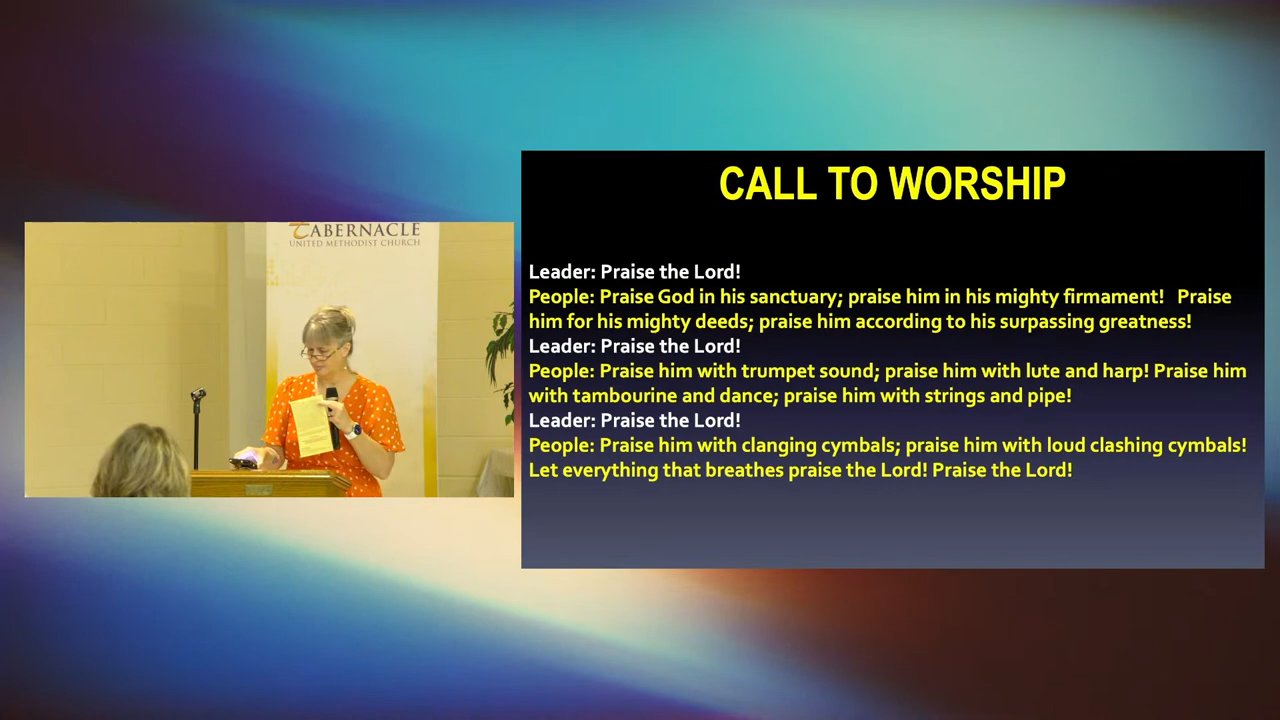 TABERNACLE
UNITED METHODIST CHURCH
CALL TO WORSHIP
Leader: Praise the Lord!
People: Praise God in his sanctuary; praise him in his mighty firmament!   Praise
him for his mighty deeds; praise him according to his surpassing greatness!
Leader: Praise the Lord!
People: Praise him with trumpet sound; praise him with lute and harp! Praise him
with tambourine and dance; praise him with strings and pipe!
Leader: Praise the Lord!
People: Praise him with clanging cymbals; praise him with loud clashing cymbals!
Let everything that breathes praise the Lord! Praise the Lord!